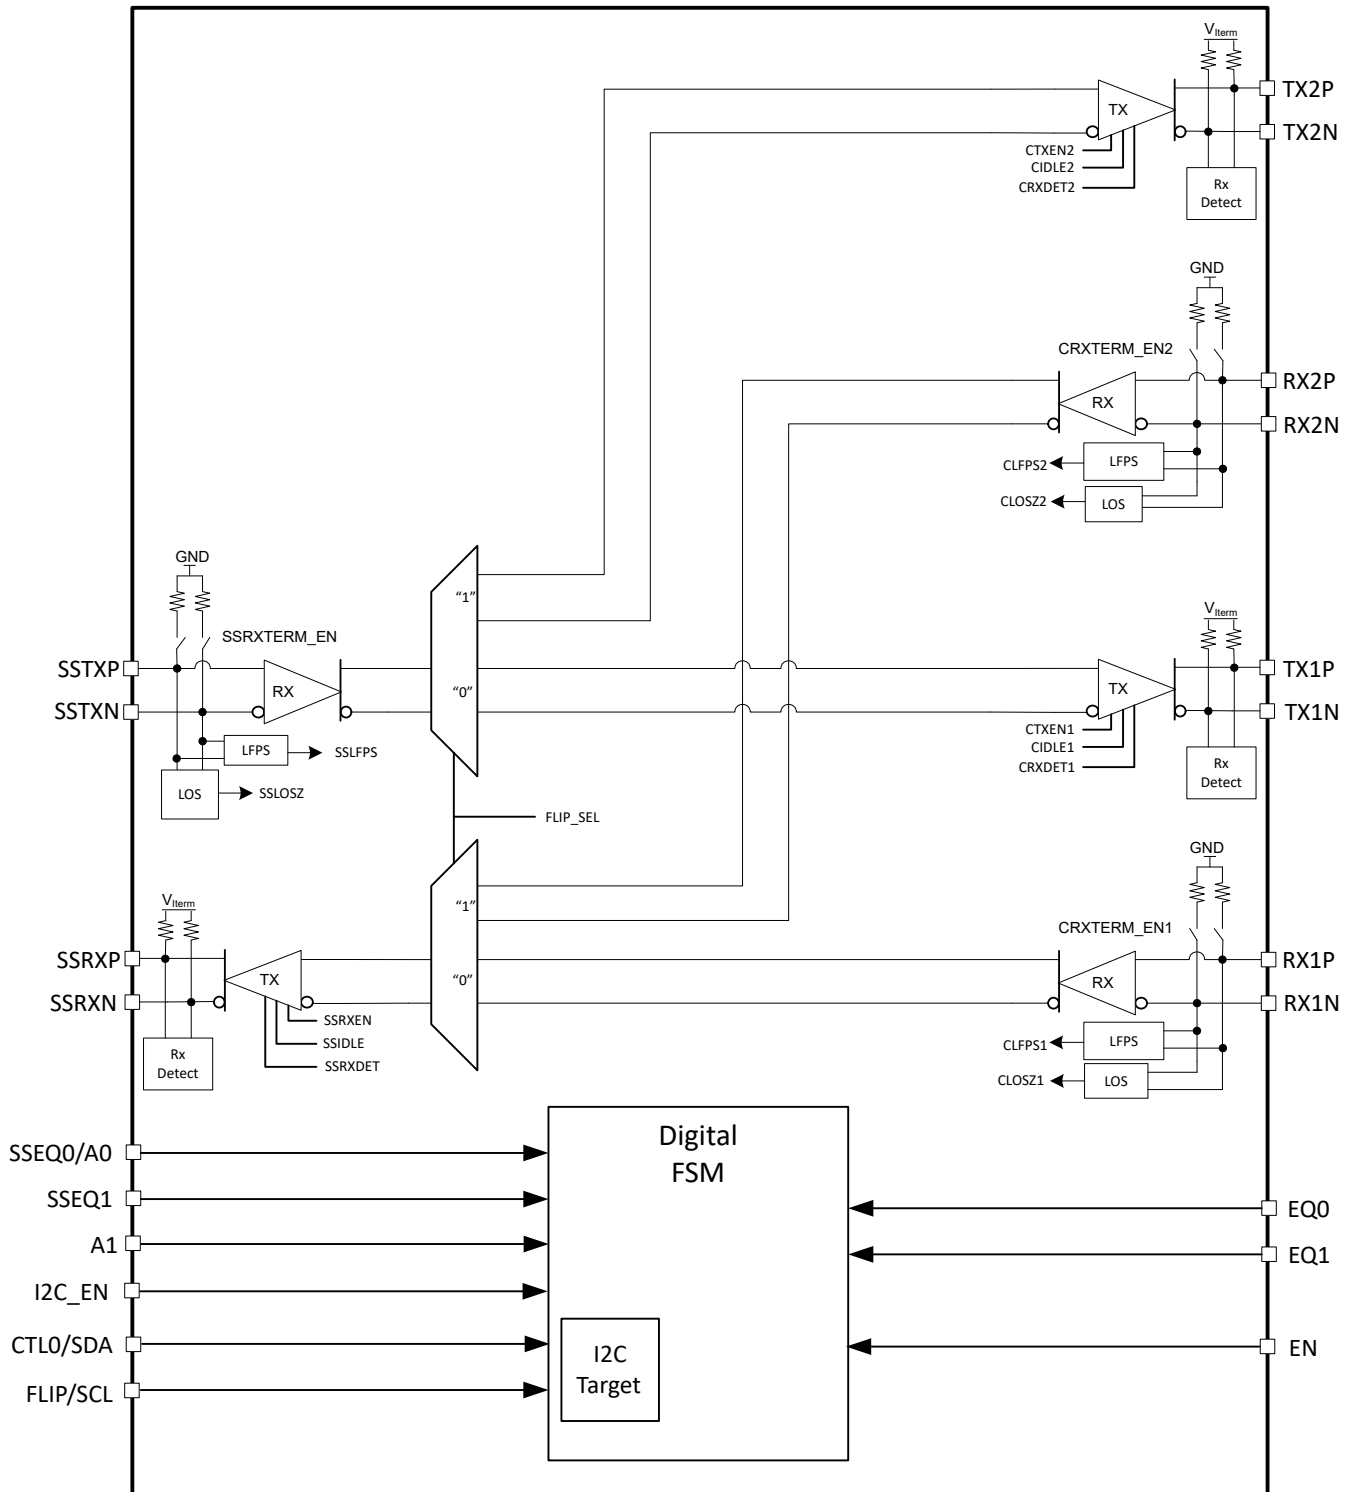 VIterm
TX2P
TX
TX2N
CTXEN2
CIDLE2
CRXDET2
Rx
Detect
GND
CRXTERM_EN2
RX2P
RX
RX2N
CLFPS2
LFPS
CLOSZ2
LOS
GND
"1"
VIterm
SSRXTERM_EN
SSTXP
TX1P
RX
"0"
TX
SSTXN
TX1N
CTXEN1
CIDLE1
CRXDET1
LFPS
SSLFPS
Rx
Detect
LOS
SSLOSZ
FLIP_SEL
GND
VIterm
"1"
CRXTERM_EN1
SSRXP
RX1P
TX
"0"
RX
SSRXN
RX1N
SSRXEN
SSIDLE
SSRXDET
Rx
Detect
CLFPS1
LFPS
CLOSZ1
LOS
Digital
FSM
SSEQ0/A0
SSEQ1
A1
I2C_EN
CTL0/SDA
FLIP/SCL
I2C
Target
EQ0
EQ1
EN